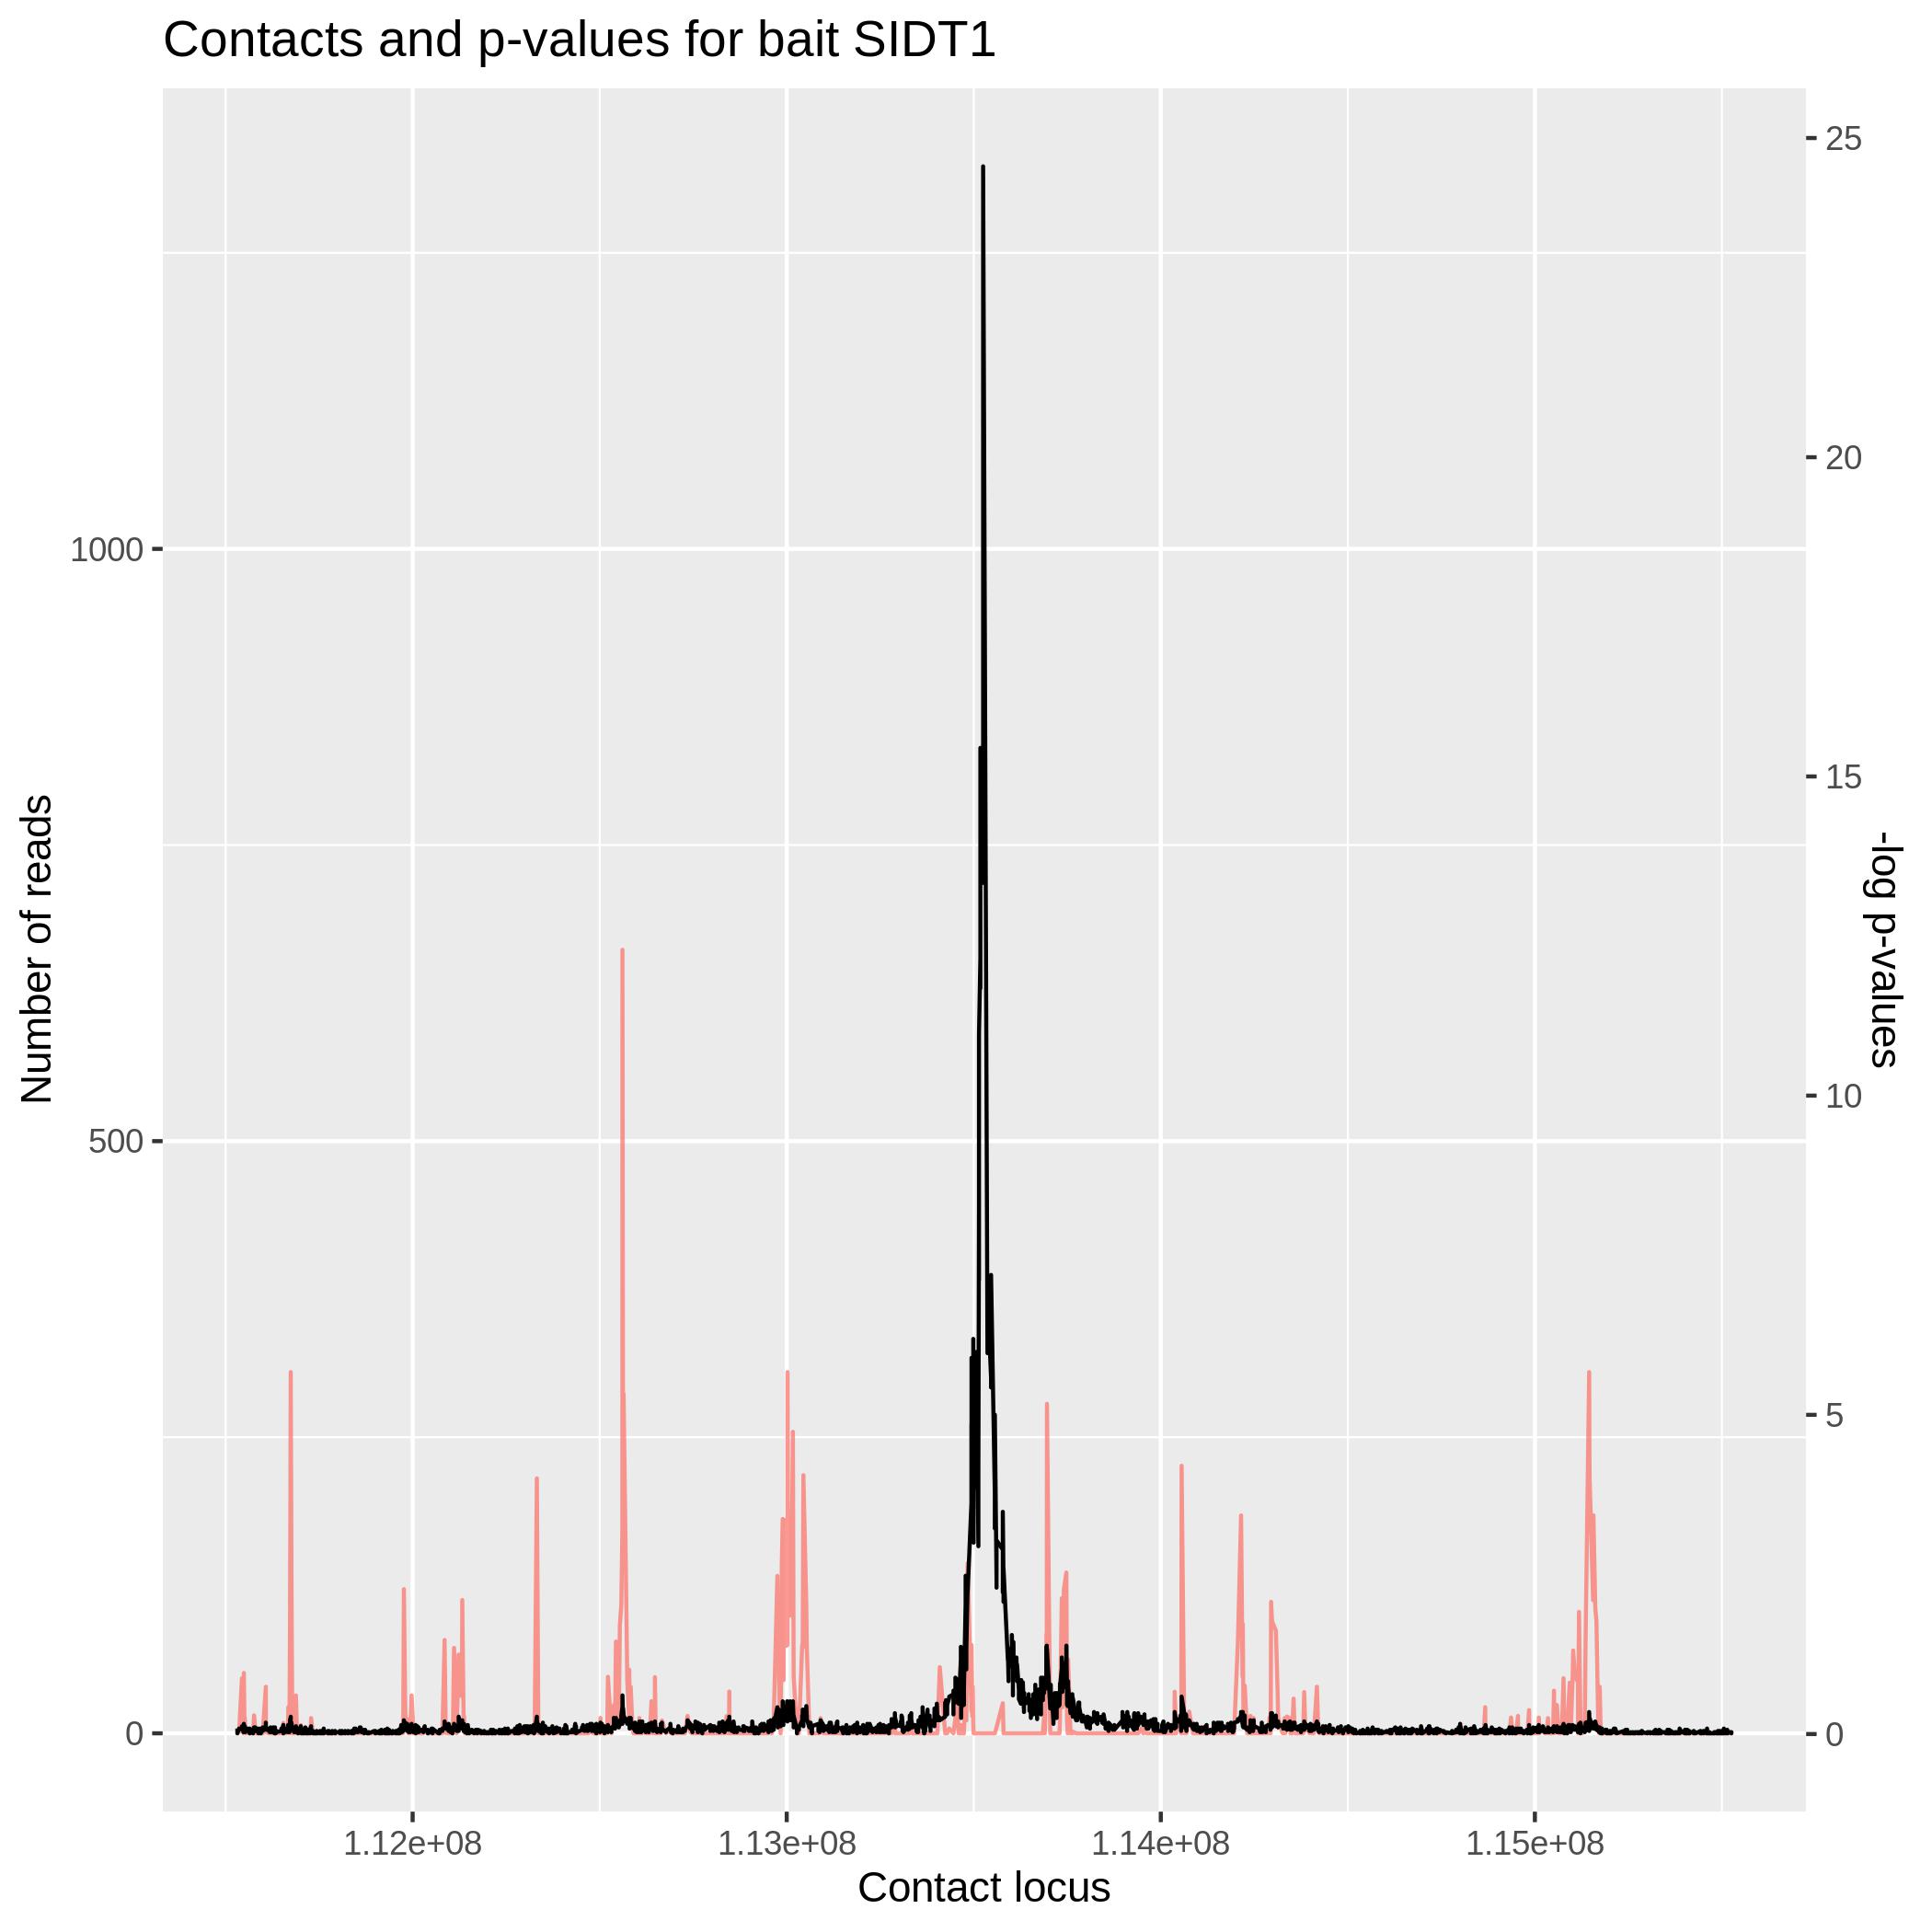 Contacts and p-values for bait SIDT1
Number of reads
1000
500
0
25
20
15
10
5
0
-log p-values
1.12e+08
1.13e+08
1.14e+08
1.15e+08
Contact locus